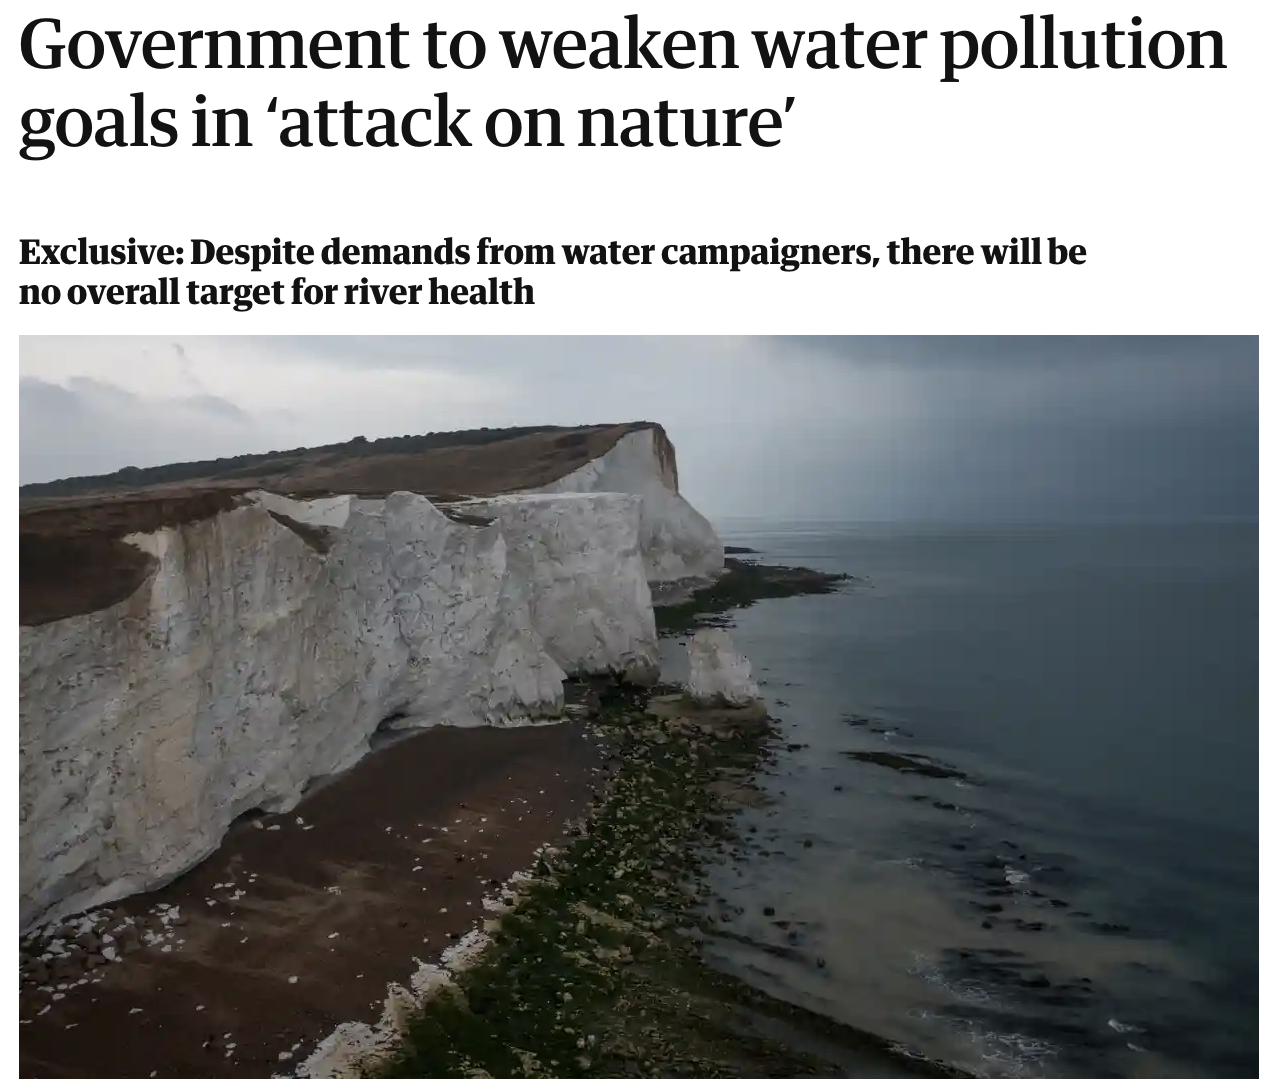 Government to weaken water pollution
goals in ‘attack on nature’
Exclusive: Despite demands from water campaigners, there will be
no overall target for river health